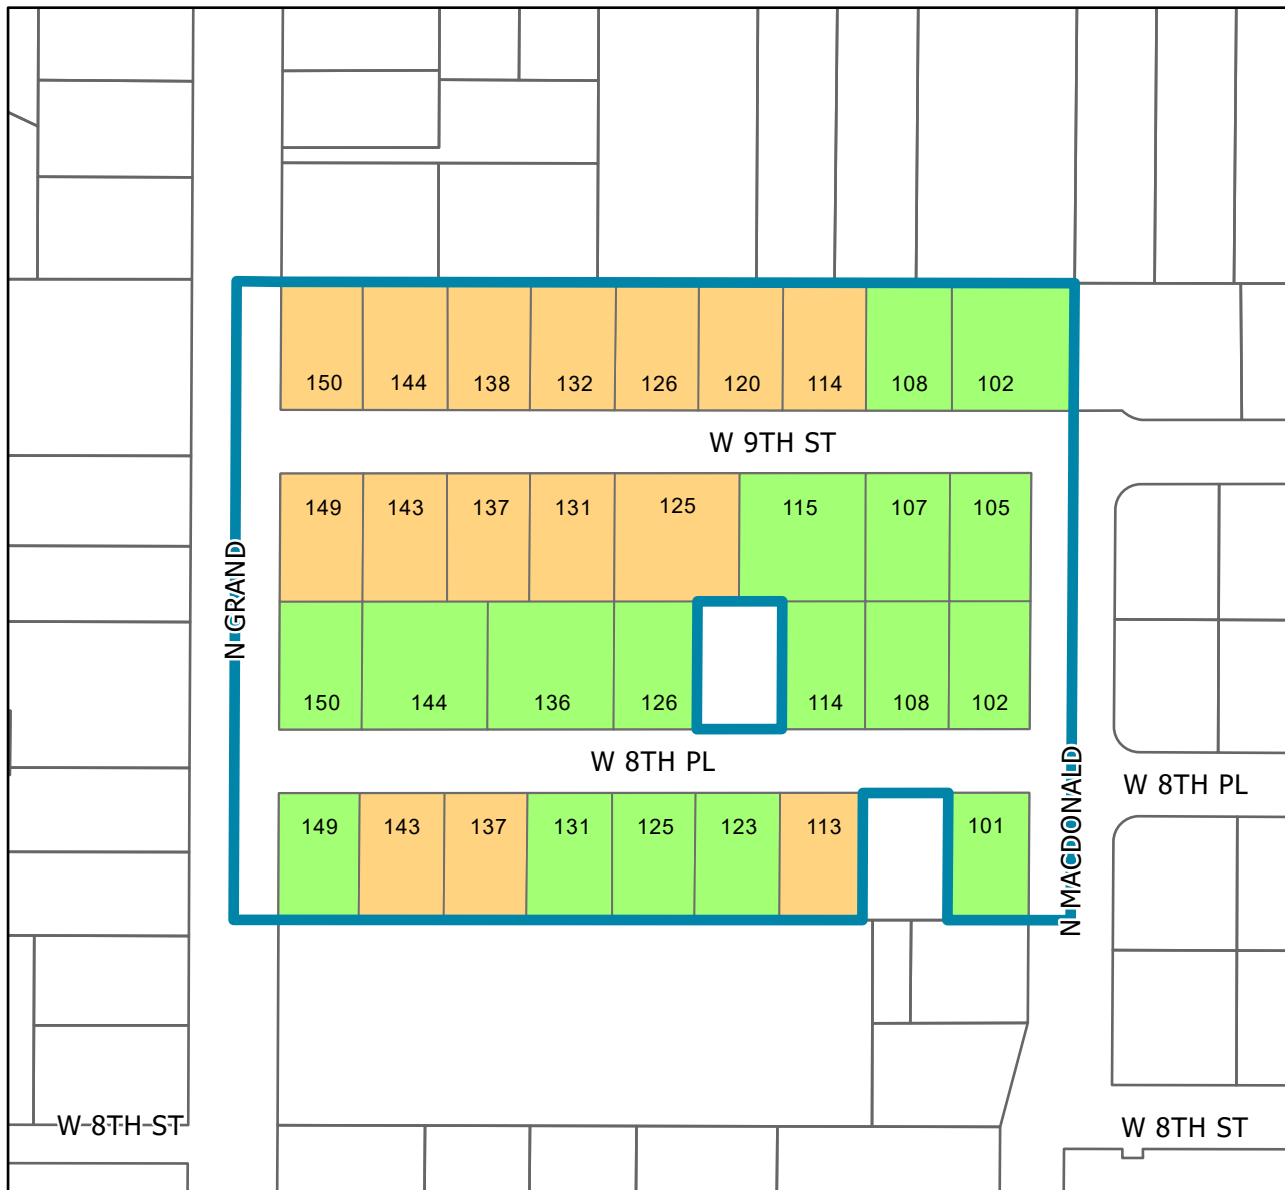 150 144 138 132 126 120 114 108 102
W 9TH ST
149 143 137 131 125 115 107 105
N GRAND
150 144 136 126 114 108 102
W 8TH PL
W 8TH PL
149 143 137 131 125 123 113 101
N MACDONALD
W 8TH ST
W 8TH ST